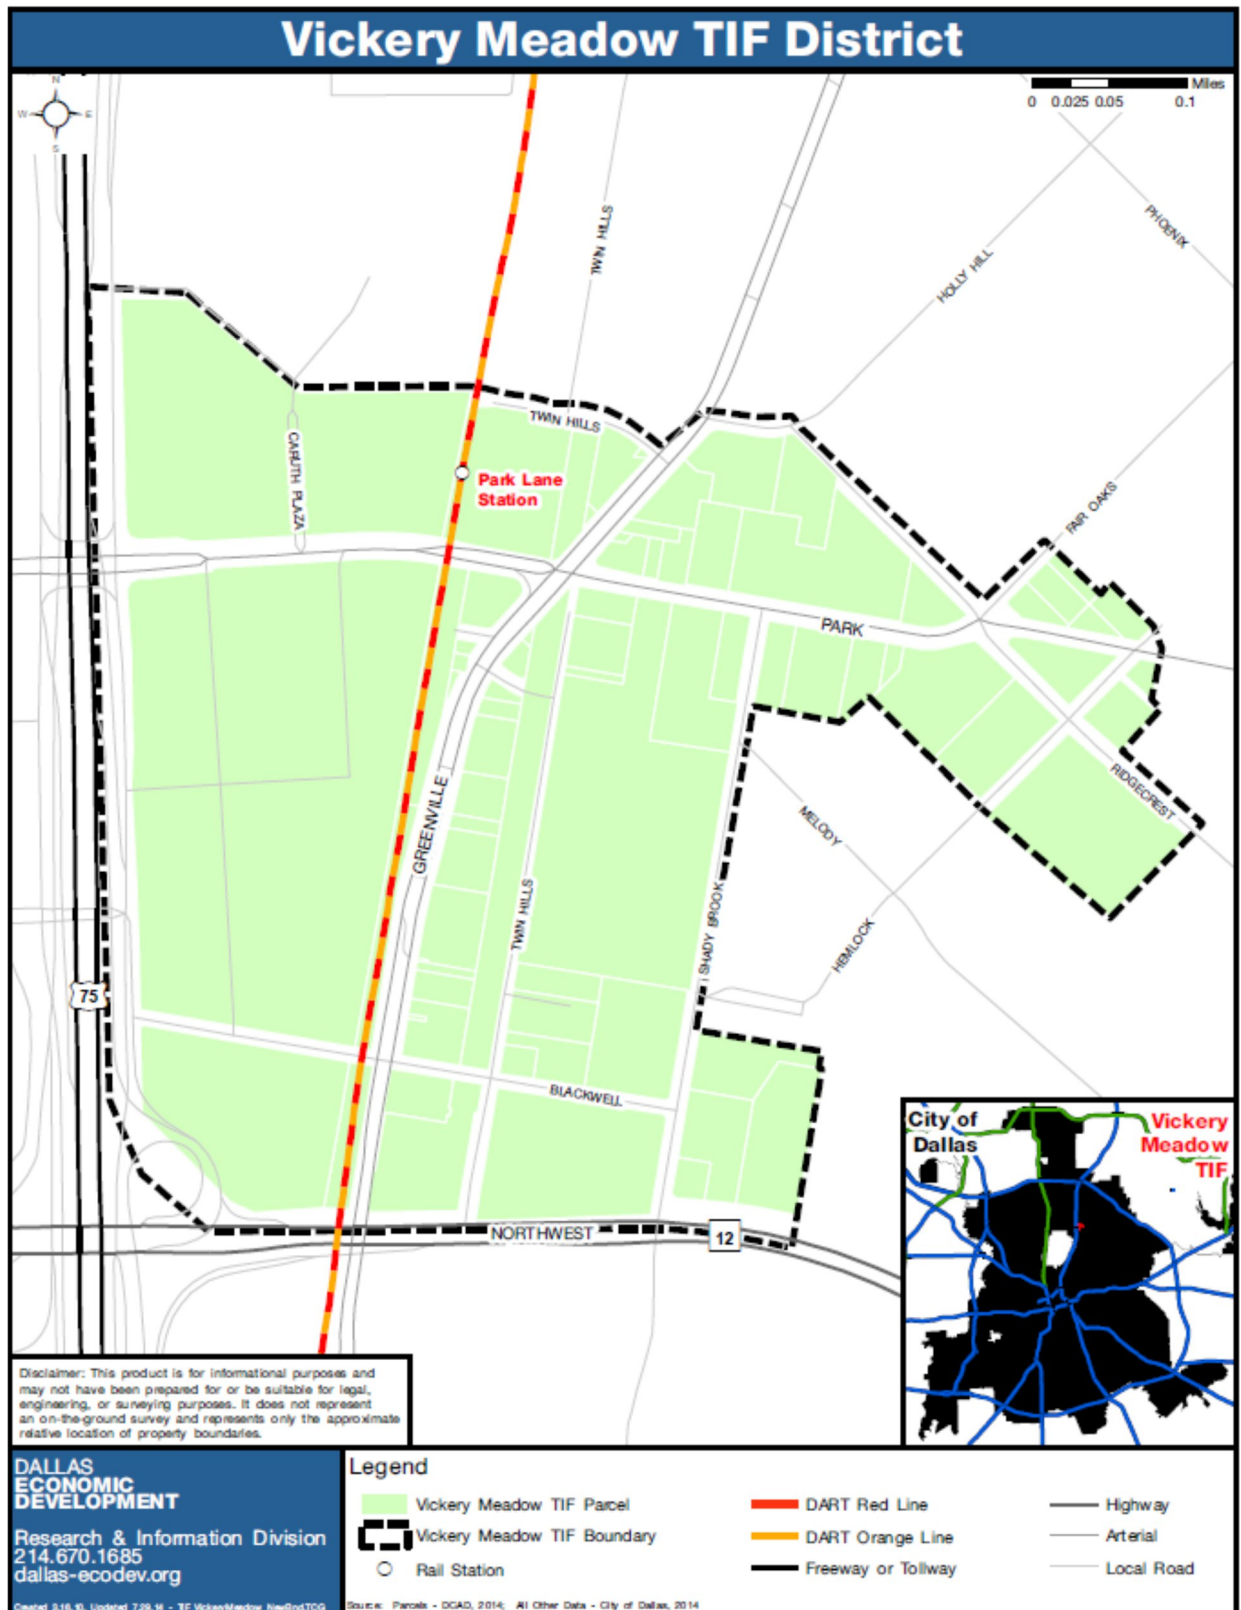 Vickery Meadow TIF District
N
W E
S
Miles
0 0.025 0.05 0.1
TWIN HILLS
PHOENIX
HOLLY HILL
TWIN HILLS
CARUTH PLAZA
Park Lane
Station
FAIR OAKS
PARK
GREENVILLE
RIDGECREST
MELODY
TWIN HILLS
SHADY BROOK
HEMLOCK
75
BLACKWELL
NORTHWEST
12
City of
Dallas
Vickery
Meadow
TIF
Disclaimer: This product is for informational purposes and
may not have been prepared for or be suitable for legal,
engineering, or surveying purposes. It does not represent
an on-the-ground survey and represents only the approximate
relative location of property boundaries.
DALLAS
ECONOMIC
DEVELOPMENT
Research & Information Division
214.670.1685
dallas-ecodev.org
Legend
Vickery Meadow TIF Parcel
Vickery Meadow TIF Boundary
Rail Station
DART Red Line
DART Orange Line
Freeway or Tollway
Highway
Arterial
Local Road
Source: Parcels - DCAD, 2014; All Other Data - City of Dallas, 2014